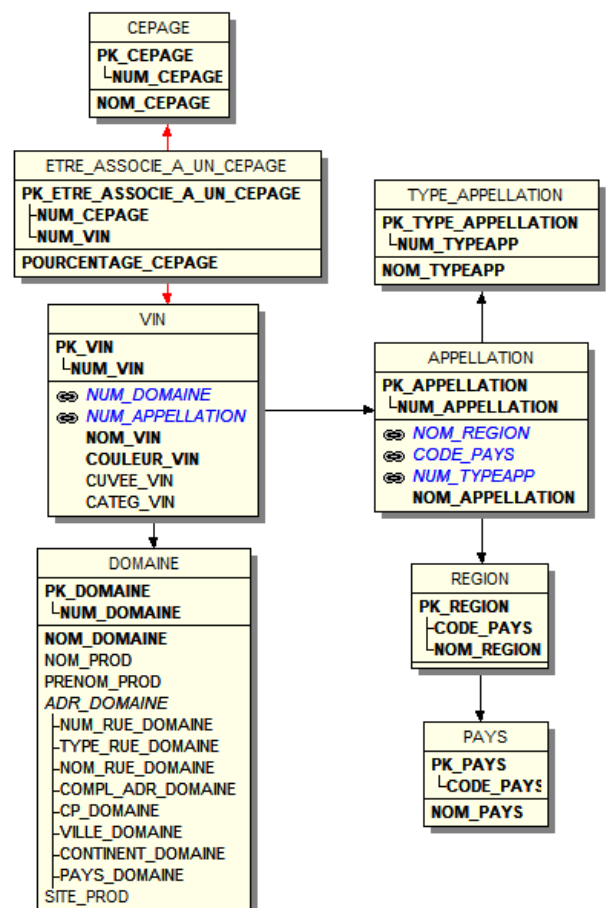 CEPAGE
PK_CEPAGE
NUM_CEPAGE
NOM_CEPAGE
ETRE_ASSOCIE_A_UN_CEPAGE
PK_ETRE_ASSOCIE_A_UN_CEPAGE
NUM_CEPAGE
NUM_VIN
POURCENTAGE_CEPAGE
VIN
PK_VIN
NUM_VIN
NUM_DOMAINE
NUM_APPELLATION
NOM_VIN
COULEUR_VIN
CUVEE_VIN
CATEG_VIN
DOMAINE
PK_DOMAINE
NUM_DOMAINE
NOM_DOMAINE
NOM_PROD
PRENOM_PROD
ADR_DOMAINE
NUM_RUE_DOMAINE
TYPE_RUE_DOMAINE
NOM_RUE_DOMAINE
COMPL_ADR_DOMAINE
CP_DOMAINE
VILLE_DOMAINE
CONTINENT_DOMAINE
PAYS_DOMAINE
SITE_PROD
TYPE_APPELLATION
PK_TYPE_APPELLATION
NUM_TYPEAPP
NOM_TYPEAPP
APPELLATION
PK_APPELLATION
NUM_APPELLATION
NOM_REGION
CODE_PAYS
NUM_TYPEAPP
NOM_APPELLATION
REGION
PK_REGION
CODE_PAYS
NOM_REGION
PAYS
PK_PAYS
CODE_PAYS
NOM_PAYS